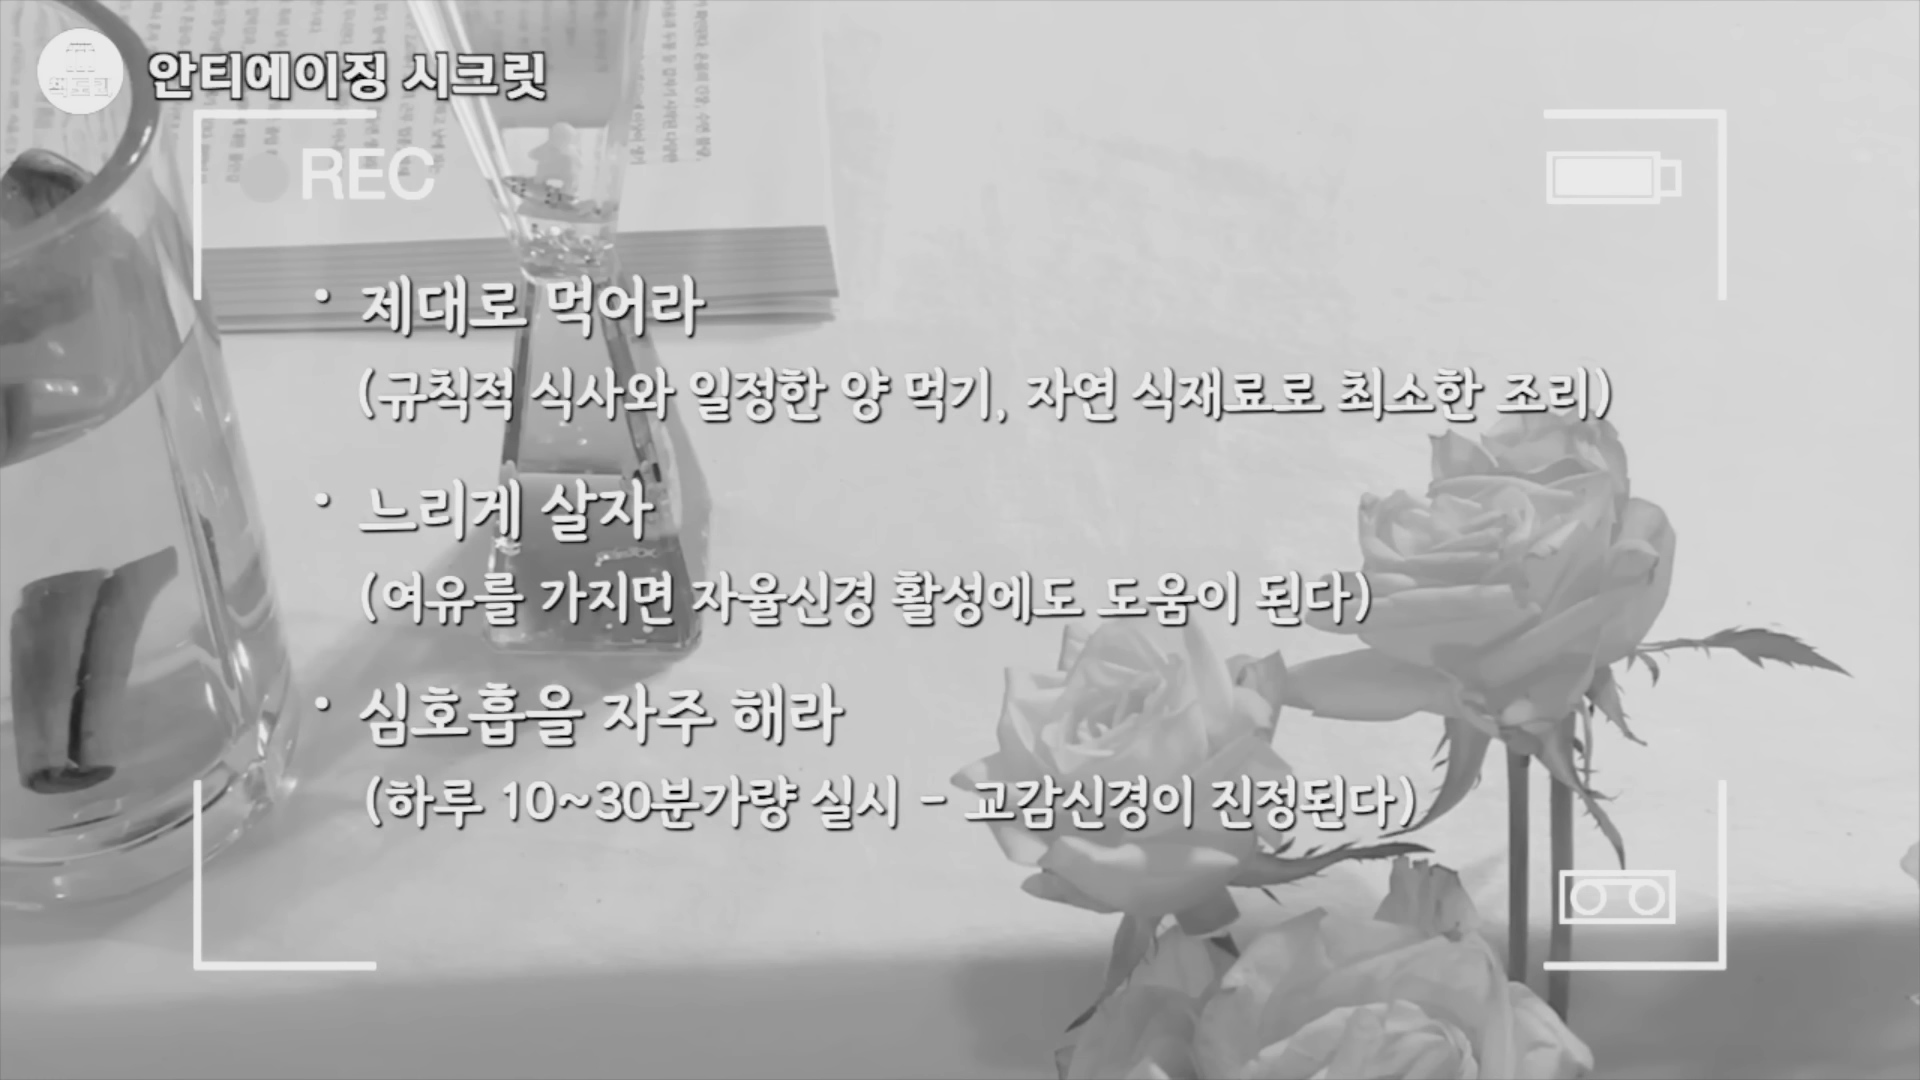 안티에이징 시크릿
REC
· 제대로 먹어라
(규칙적 식사와 일정한 양 먹기, 자연 식재료로 최소한 조리)
· 느리게 살자
(여유를 가지면 자율신경 활성에도 도움이 된다)
· 심호흡을 자주 해라
(하루 10~30분가량 실시 - 교감신경이 진정된다)